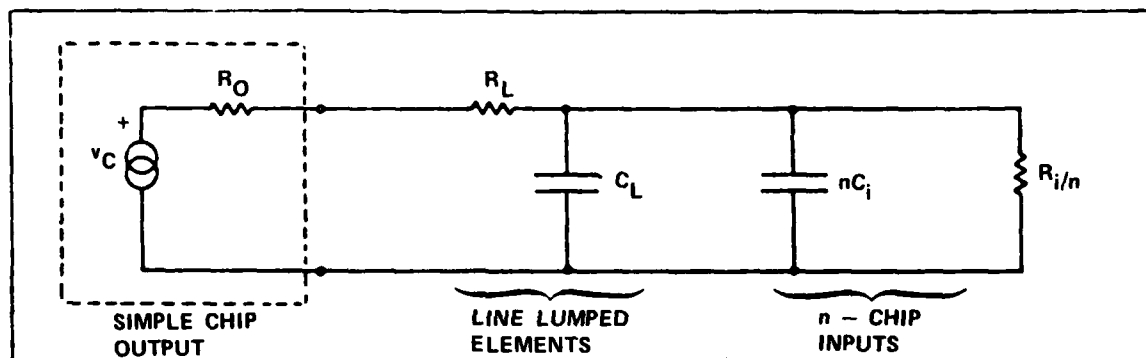 R_O
R_L
+
v_C
C_L
nC_i
R_i/n
SIMPLE CHIP
OUTPUT
LINE LUMPED
ELEMENTS
n – CHIP
INPUTS